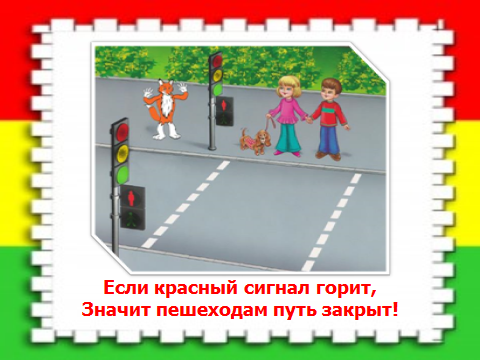 Если красный сигнал горит,
Значит пешеходам путь закрыт!